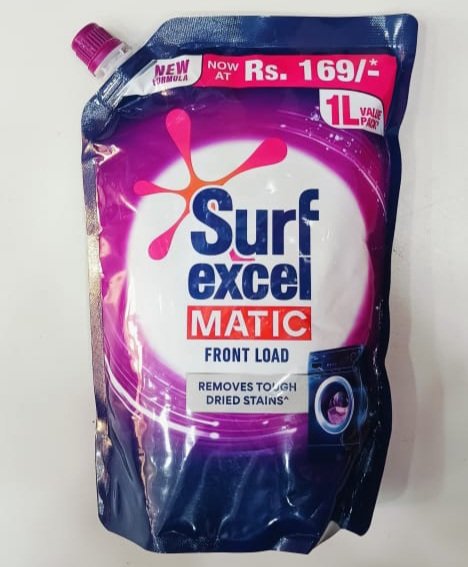 NEW
FORMULA
NOW
AT
Rs. 169/-*
1L VALUE
PACK^
Surf
excel
MATIC
FRONT LOAD
REMOVES TOUGH
DRIED STAINS^